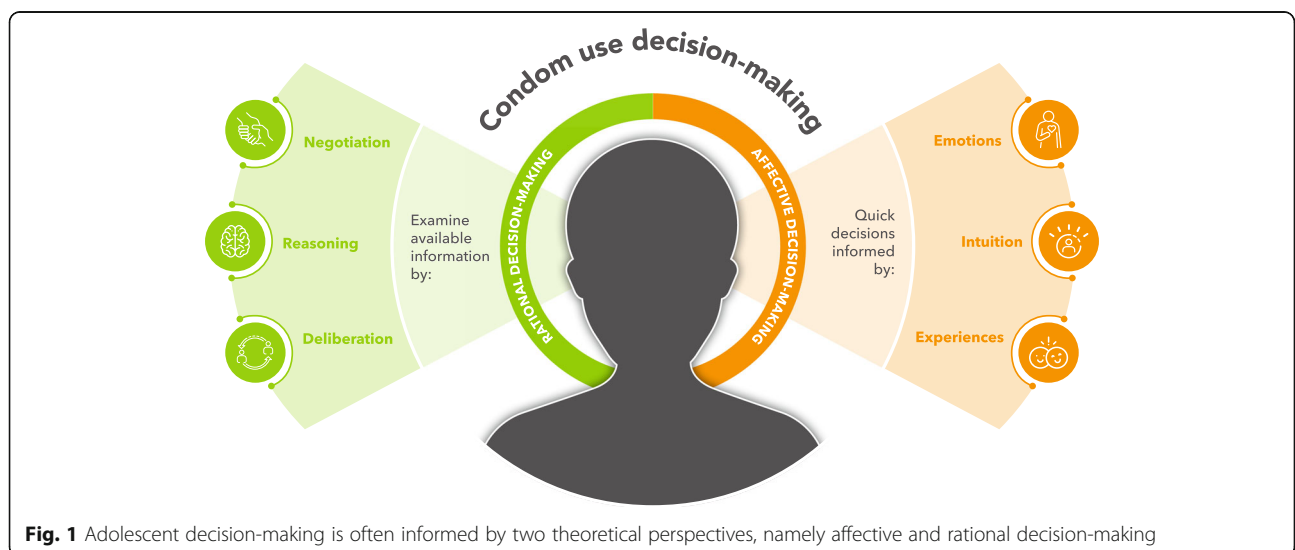 Condom use decision-making
Negotiation
Reasoning
Deliberation
Examine
available
information
by:
RATIONAL DECISION-MAKING
AFFECTIVE DECISION-MAKING
Quick
decisions
informed
by:
Emotions
Intuition
Experiences
Fig. 1 Adolescent decision-making is often informed by two theoretical perspectives, namely affective and rational decision-making